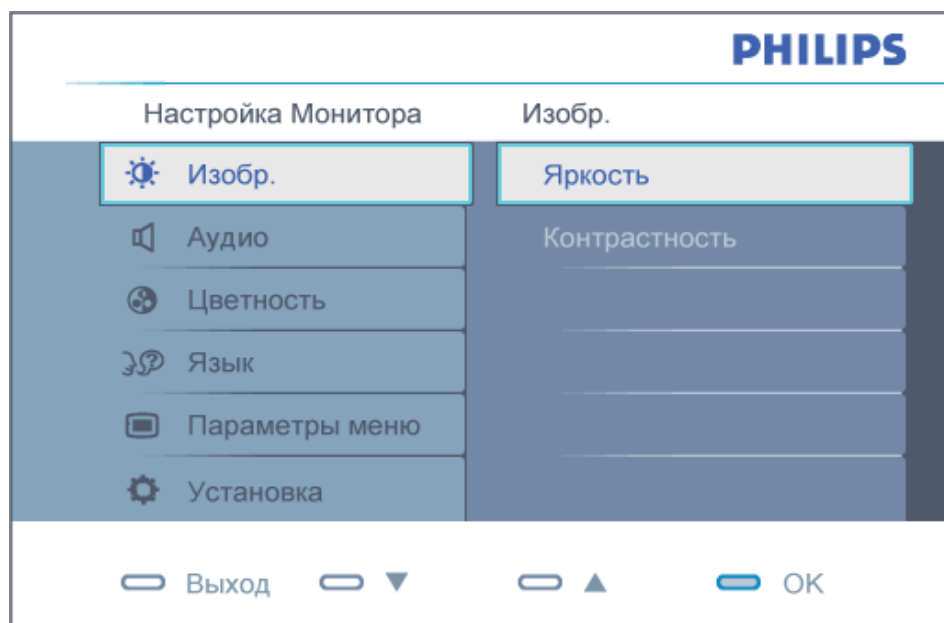 PHILIPS
Настройка Монитора Изобр.
Изобр. Яркость
Аудио Контрастность
Цветность
Язык
Параметры меню
Установка
Выход ▼ ▲ OK